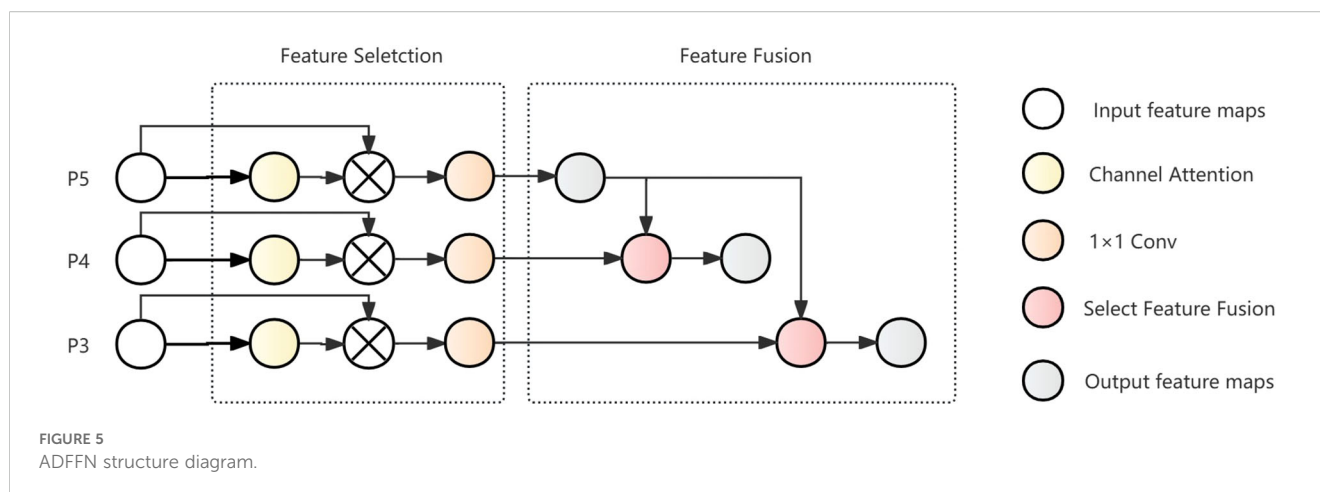 Feature Seletction
Feature Fusion
P5
P4
P3
Input feature maps
Channel Attention
1×1 Conv
Select Feature Fusion
Output feature maps
FIGURE 5
ADFFN structure diagram.